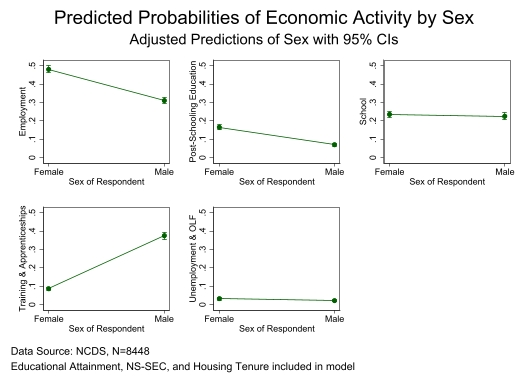 Predicted Probabilities of Economic Activity by Sex
Adjusted Predictions of Sex with 95% CIs
Employment
.5
.4
.3
.2
.1
0
Female Male
Sex of Respondent
Post-Schooling Education
.5
.4
.3
.2
.1
0
Female Male
Sex of Respondent
School
.5
.4
.3
.2
.1
0
Female Male
Sex of Respondent
Training & Apprenticeships
.5
.4
.3
.2
.1
0
Female Male
Sex of Respondent
Unemployment & OLF
.5
.4
.3
.2
.1
0
Female Male
Sex of Respondent
Data Source: NCDS, N=8448
Educational Attainment, NS-SEC, and Housing Tenure included in model